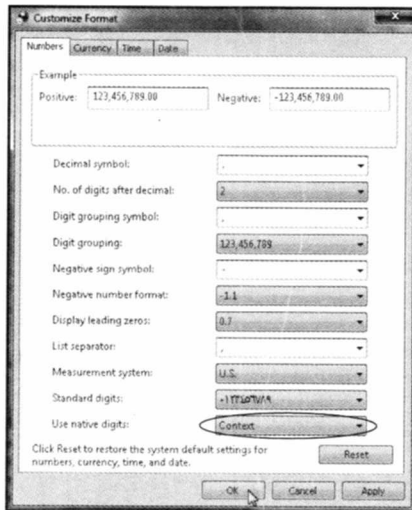 Customize Format
X
Numbers Currency Time Date
Example
Positive: 123,456,789.00 Negative: -123,456,789.00
Decimal symbol: .
No. of digits after decimal: 2
Digit grouping symbol: ,
Digit grouping: 123,456,789
Negative sign symbol: -
Negative number format: -1.1
Display leading zeros: 0.7
List separator: ,
Measurement system: U.S.
Standard digits: ٠١٢٣٤٥٦٧٨٩
Use native digits: Context
Click Reset to restore the system default settings for
numbers, currency, time, and date.
Reset
OK Cancel Apply